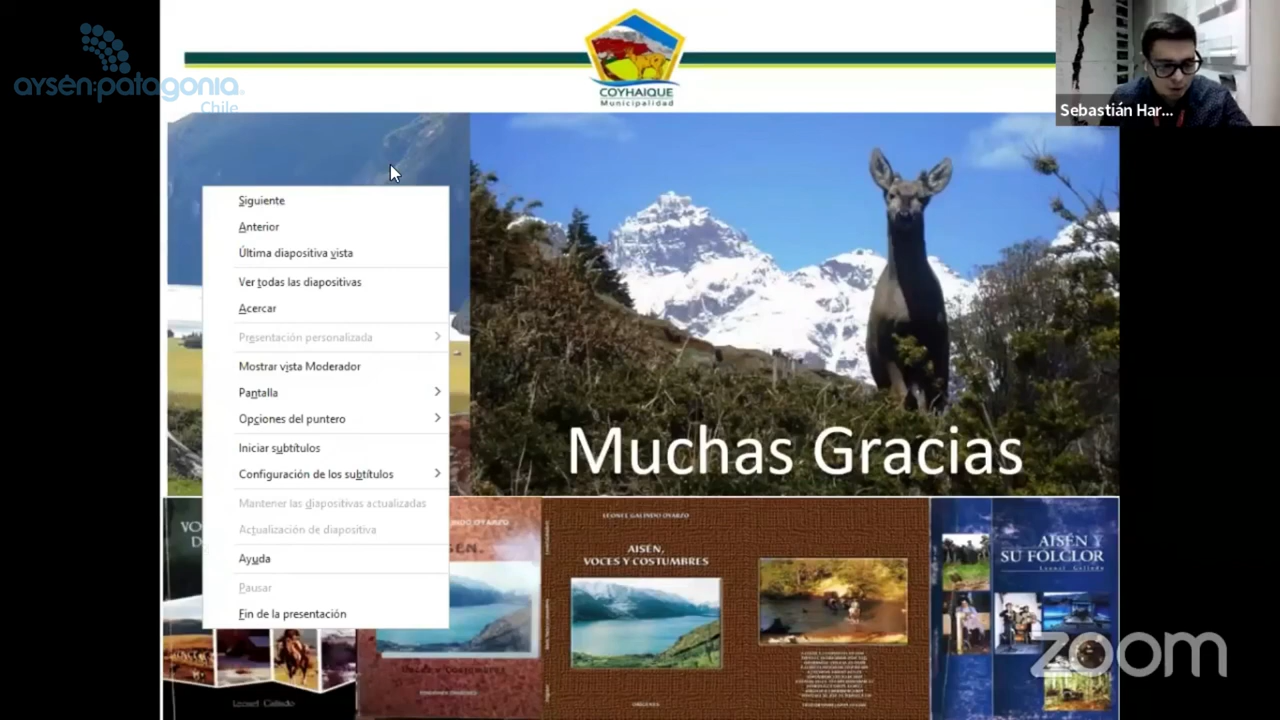 aysén:patagonia
Chile
COYHAIQUE
Municipalidad
Sebastián Har...
Siguiente
Anterior
Última diapositiva vista
Ver todas las diapositivas
Acercar
Presentación personalizada
Mostrar vista Moderador
Pantalla
Opciones del puntero
Iniciar subtítulos
Configuración de los subtítulos
Mantener las diapositivas actualizadas
Actualización de diapositiva
Ayuda
Pausar
Fin de la presentación
Muchas Gracias
Leonel Galindo
LEONEL GALINDO OYARZO
AISÉN,
VOCES Y COSTUMBRES
AISÉN Y
SU FOLCLOR
Leonel Galindo
zoom